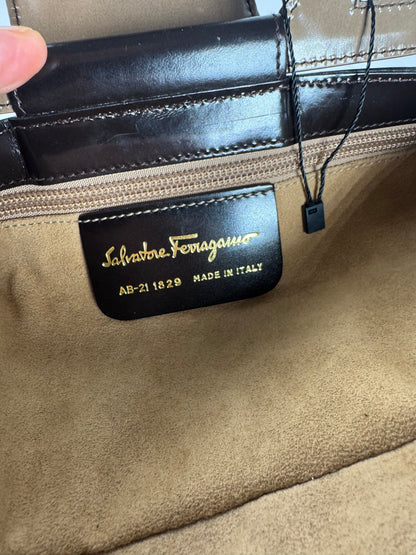 Salvatore Ferragamo
AB-21 1829 MADE IN ITALY